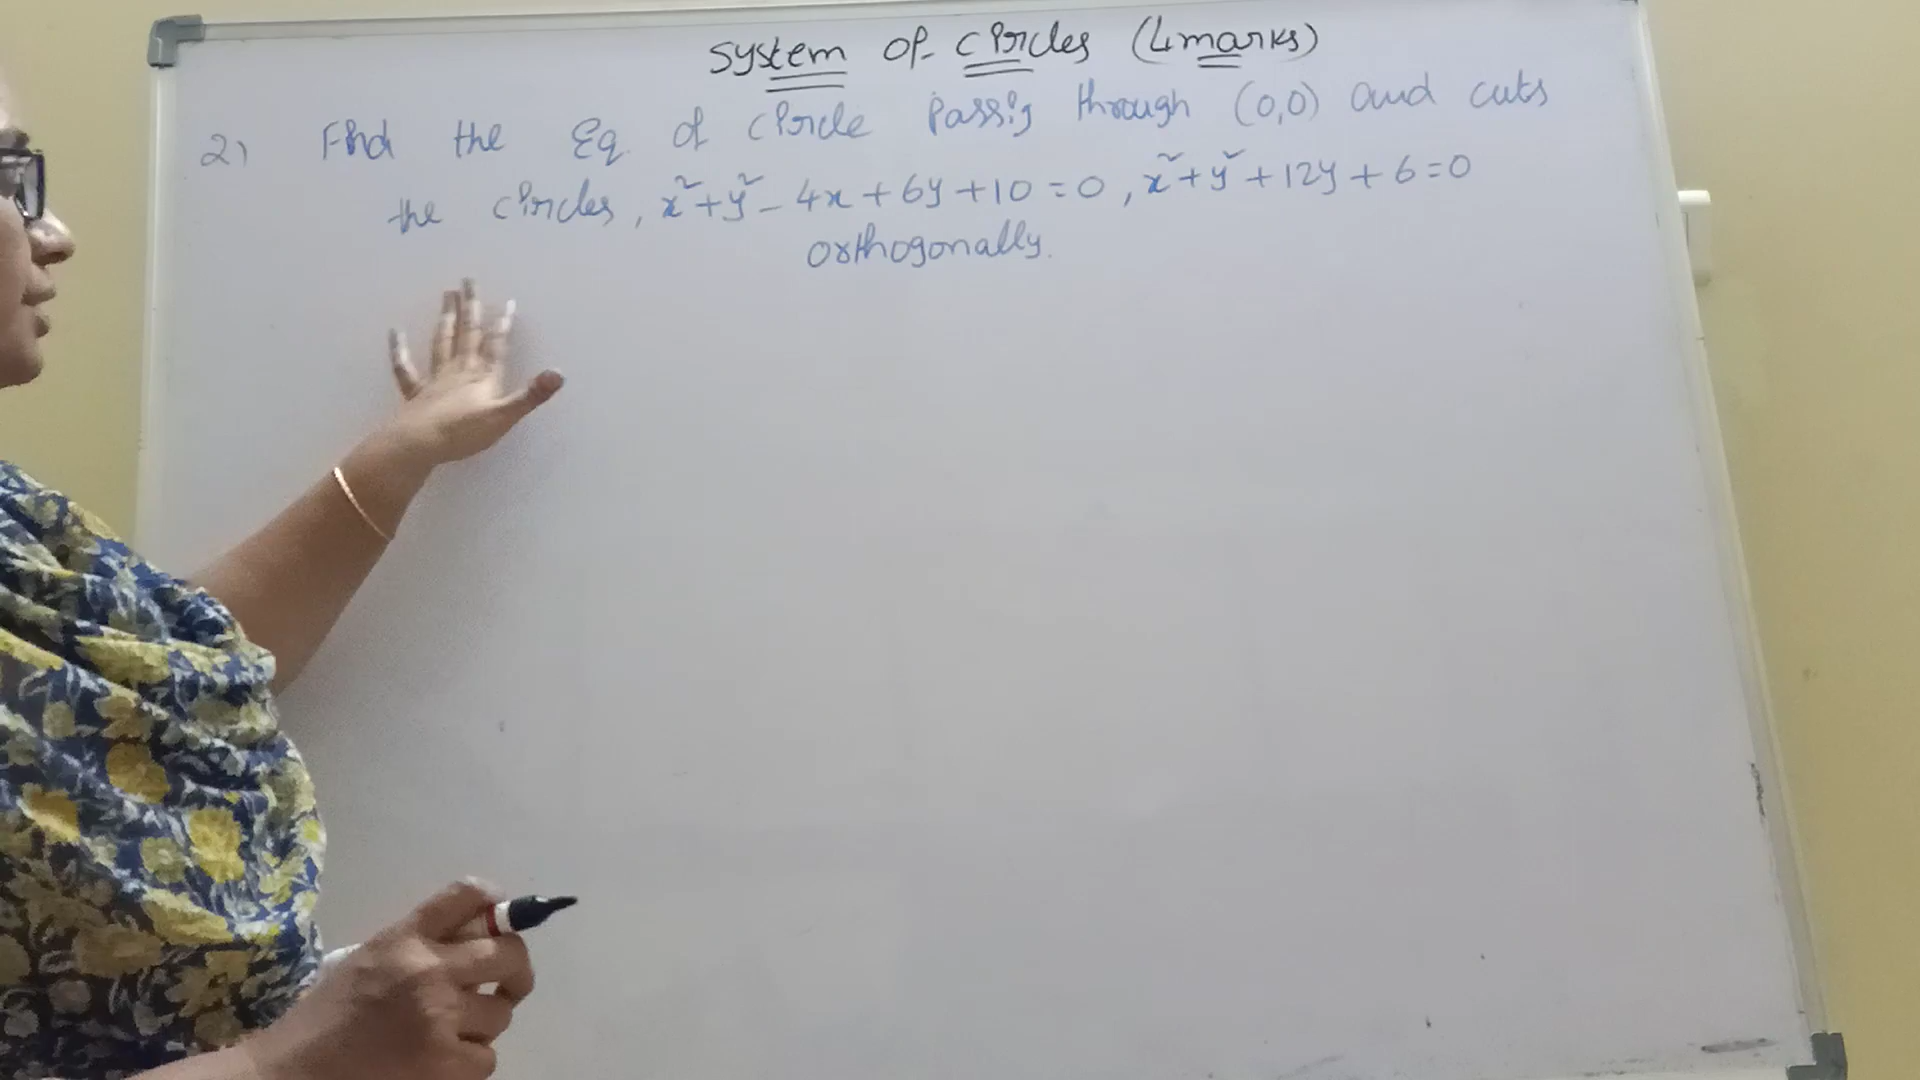 System of circles (4marks)
2) Find the Eq of circle Passig through (0,0) and cuts
the circles, x²+y²-4x+6y+10=0, x²+y²+12y+6=0
orthogonally.